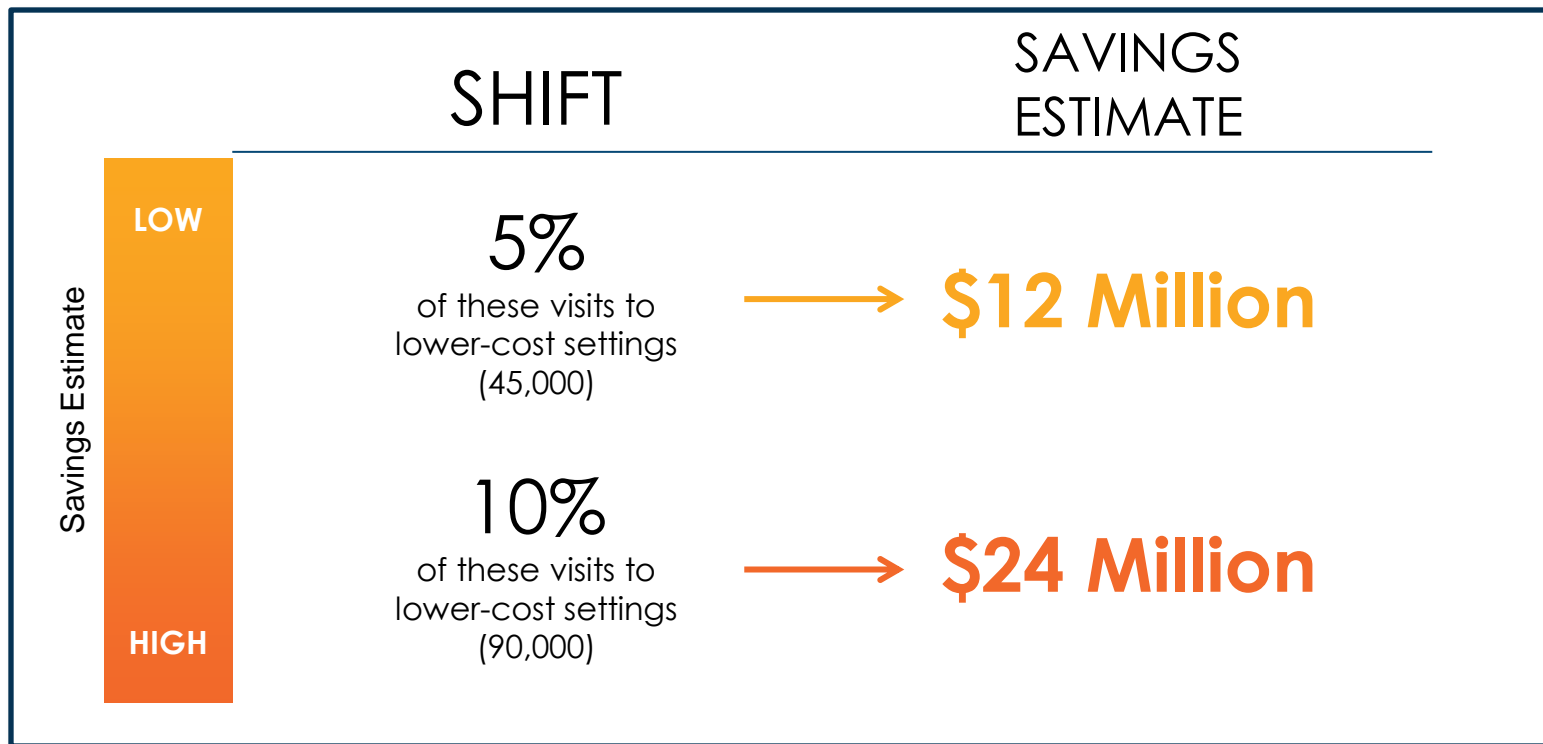 SHIFT
SAVINGS
ESTIMATE
Savings Estimate
LOW
5%
of these visits to
lower-cost settings
(45,000)
$12 Million
10%
of these visits to
lower-cost settings
(90,000)
$24 Million
HIGH